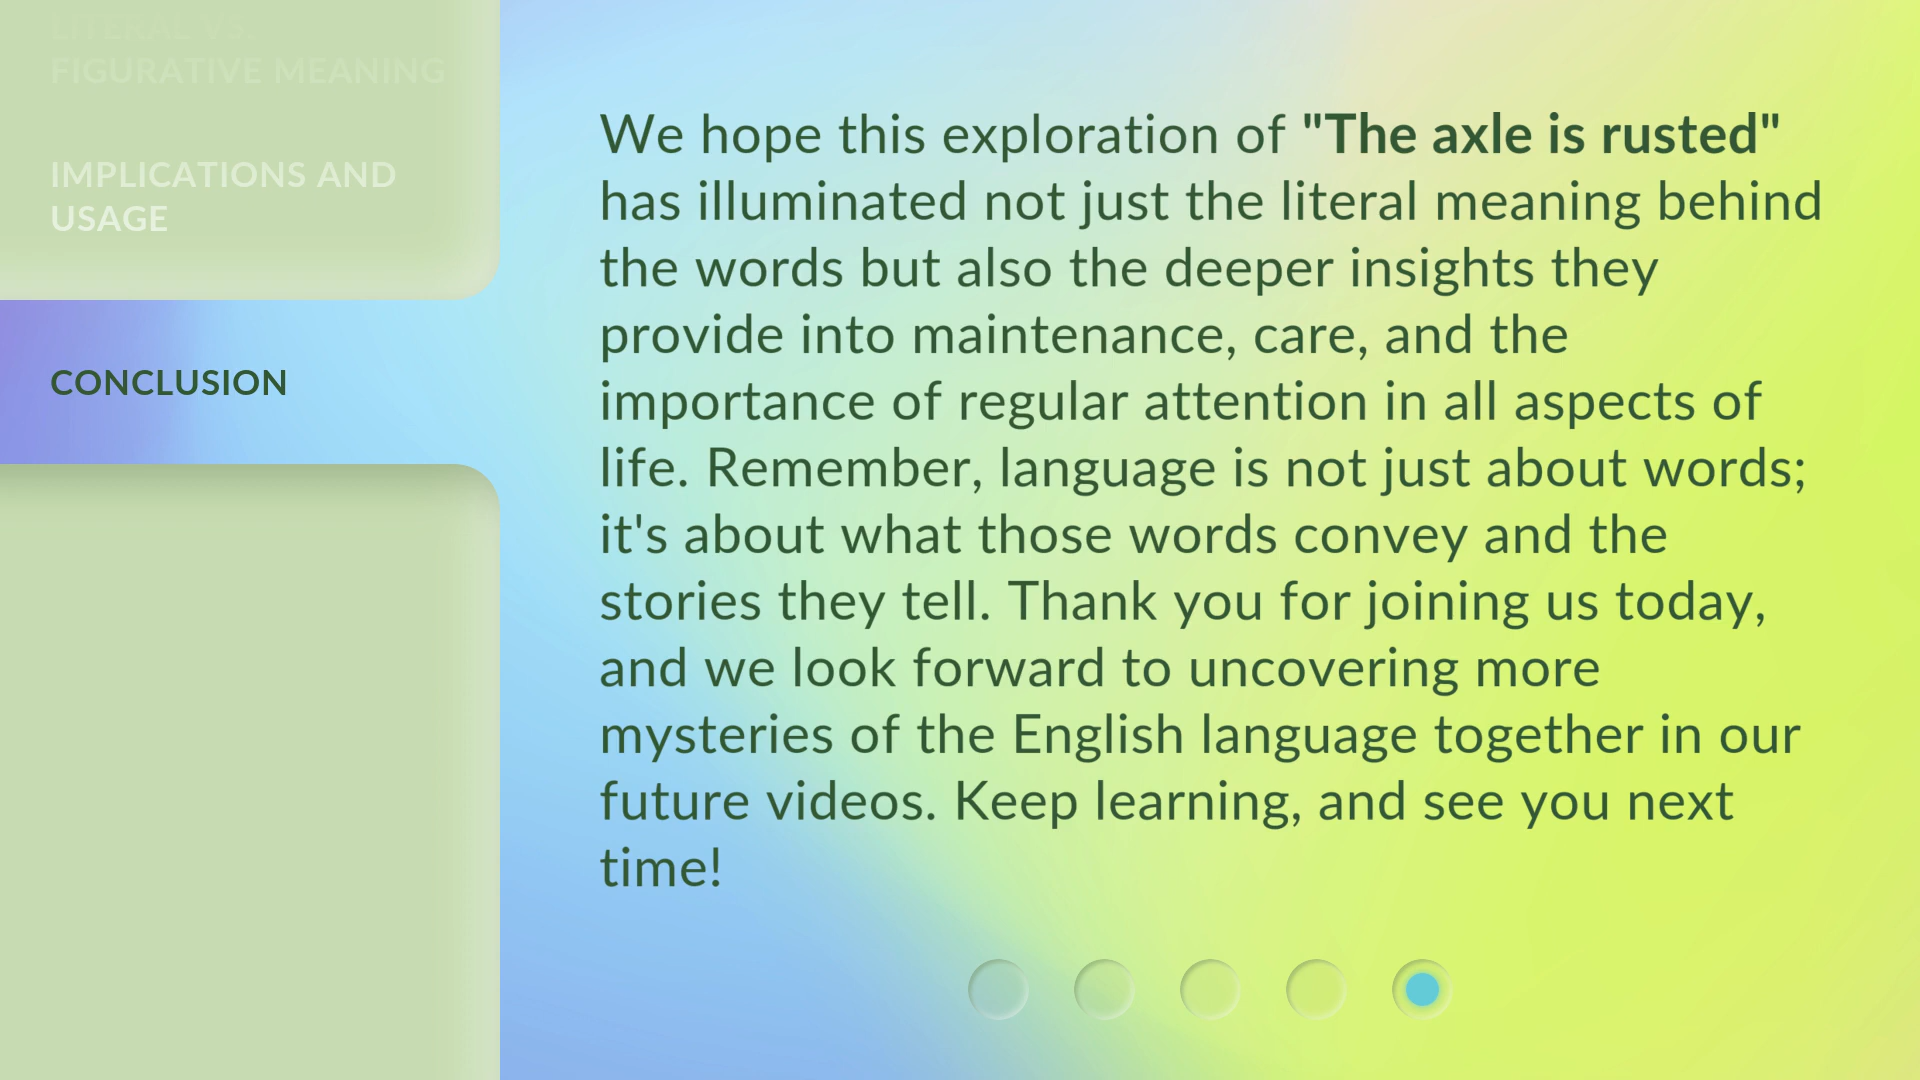 LITERAL VS.
FIGURATIVE MEANING
IMPLICATIONS AND
USAGE
CONCLUSION
We hope this exploration of "The axle is rusted"
has illuminated not just the literal meaning behind
the words but also the deeper insights they
provide into maintenance, care, and the
importance of regular attention in all aspects of
life. Remember, language is not just about words;
it's about what those words convey and the
stories they tell. Thank you for joining us today,
and we look forward to uncovering more
mysteries of the English language together in our
future videos. Keep learning, and see you next
time!